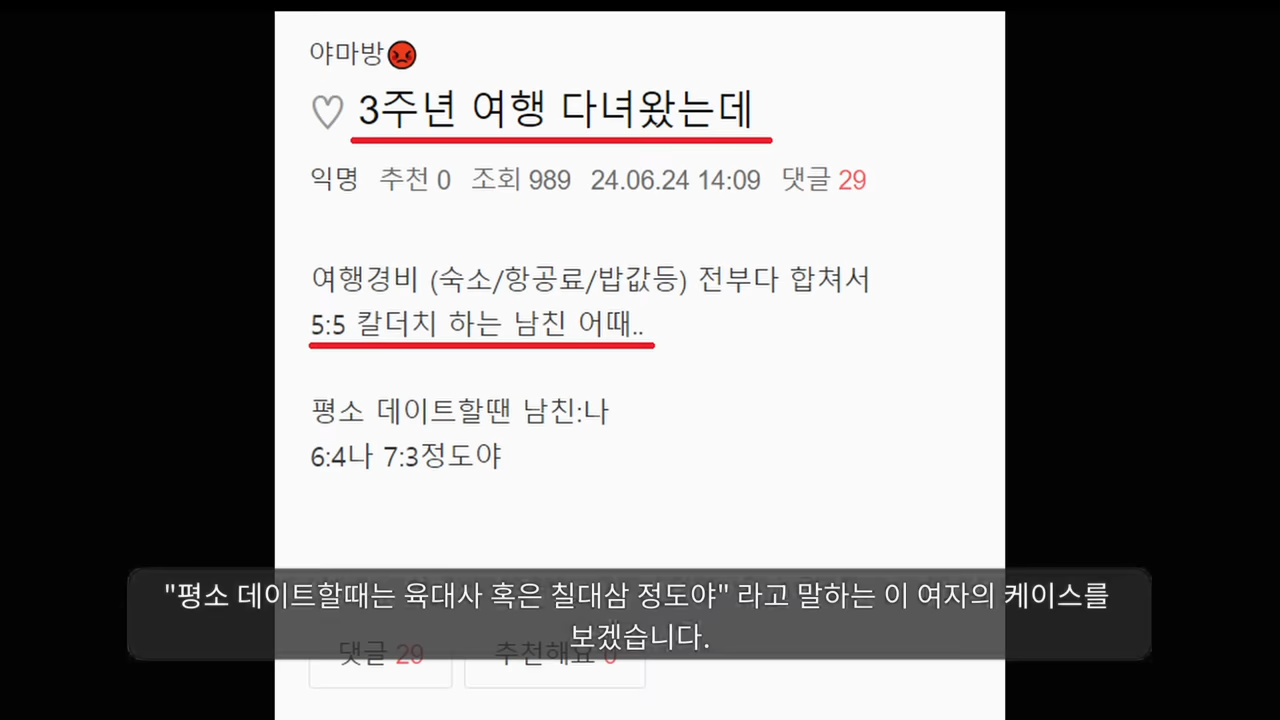 야마방😡
♡ 3주년 여행 다녀왔는데
익명 추천 0 조회 989 24.06.24 14:09 댓글 29
여행경비 (숙소/항공료/밥값등) 전부다 합쳐서
5:5 칼더치 하는 남친 어때..
평소 데이트할땐 남친:나
6:4나 7:3정도야
"평소 데이트할때는 육대사 혹은 칠대삼 정도야" 라고 말하는 이 여자의 케이스를
보겠습니다.
댓글 29 추천해요 0